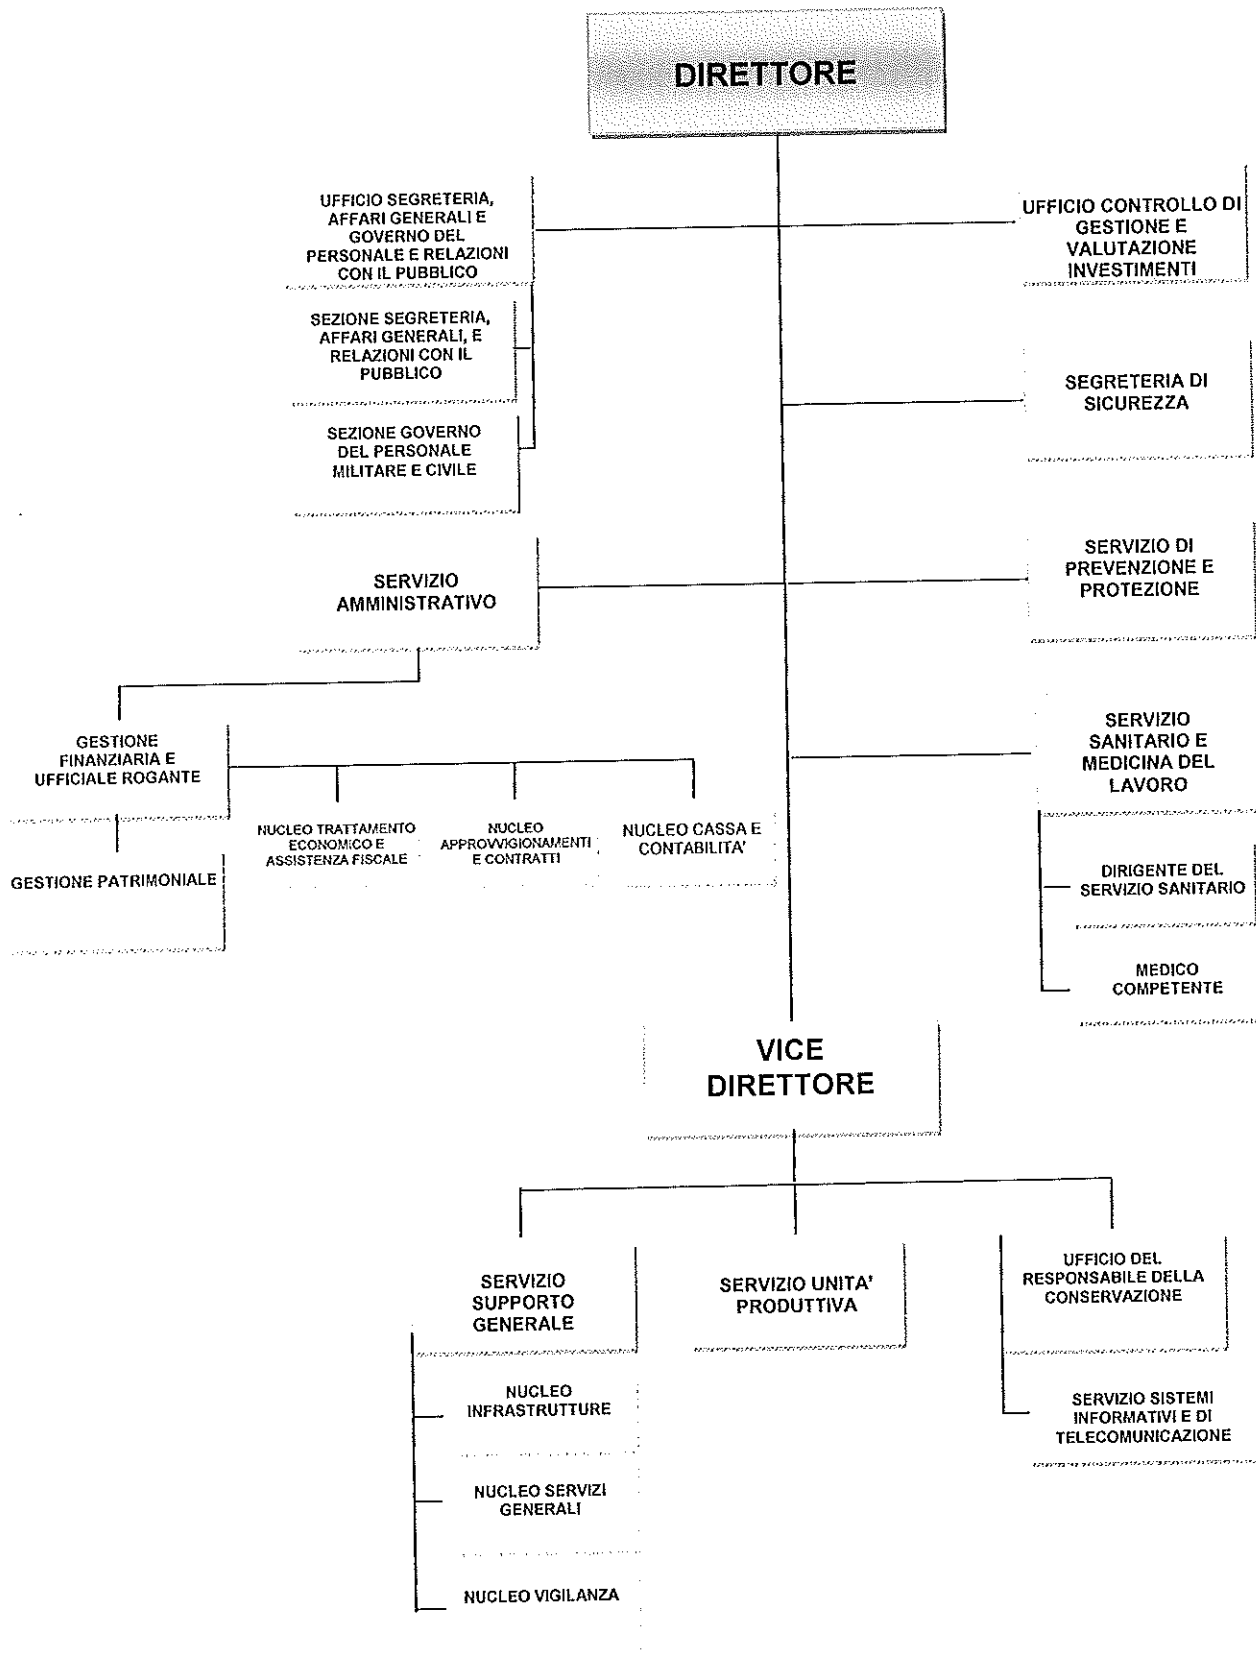 DIRETTORE
UFFICIO SEGRETERIA,
AFFARI GENERALI E
GOVERNO DEL
PERSONALE E RELAZIONI
CON IL PUBBLICO
UFFICIO CONTROLLO DI
GESTIONE E
VALUTAZIONE
INVESTIMENTI
SEZIONE SEGRETERIA,
AFFARI GENERALI, E
RELAZIONI CON IL
PUBBLICO
SEGRETERIA DI
SICUREZZA
SEZIONE GOVERNO
DEL PERSONALE
MILITARE E CIVILE
SERVIZIO
AMMINISTRATIVO
SERVIZIO DI
PREVENZIONE E
PROTEZIONE
GESTIONE
FINANZIARIA E
UFFICIALE ROGANTE
SERVIZIO
SANITARIO E
MEDICINA DEL
LAVORO
NUCLEO TRATTAMENTO
ECONOMICO E
ASSISTENZA FISCALE
NUCLEO
APPROVVIGIONAMENTI
E CONTRATTI
NUCLEO CASSA E
CONTABILITA'
GESTIONE PATRIMONIALE
DIRIGENTE DEL
SERVIZIO SANITARIO
MEDICO
COMPETENTE
VICE
DIRETTORE
SERVIZIO
SUPPORTO
GENERALE
SERVIZIO UNITA'
PRODUTTIVA
UFFICIO DEL
RESPONSABILE DELLA
CONSERVAZIONE
NUCLEO
INFRASTRUTTURE
SERVIZIO SISTEMI
INFORMATIVI E DI
TELECOMUNICAZIONE
NUCLEO SERVIZI
GENERALI
NUCLEO VIGILANZA